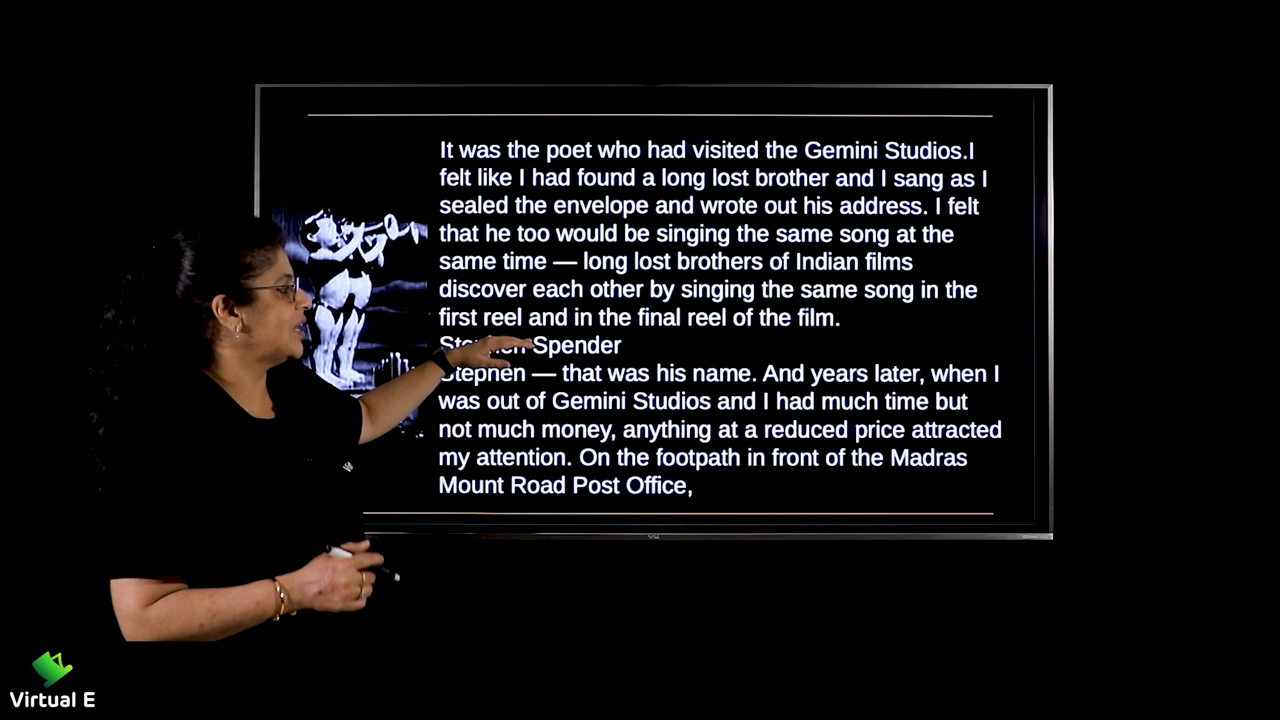 It was the poet who had visited the Gemini Studios.I
felt like I had found a long lost brother and I sang as I
sealed the envelope and wrote out his address. I felt
that he too would be singing the same song at the
same time — long lost brothers of Indian films
discover each other by singing the same song in the
first reel and in the final reel of the film.
Stephen Spender
Stephen — that was his name. And years later, when I
was out of Gemini Studios and I had much time but
not much money, anything at a reduced price attracted
my attention. On the footpath in front of the Madras
Mount Road Post Office,
Virtual E